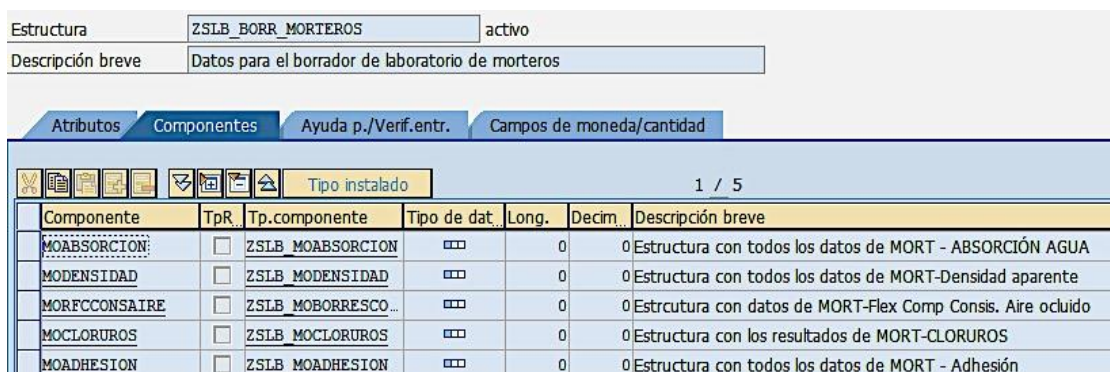 Estructura ZSLB_BORR_MORTEROS activo
Descripción breve Datos para el borrador de laboratorio de morteros
Atributos Componentes Ayuda p./Verif.entr. Campos de moneda/cantidad
Tipo instalado 1 / 5
Componente TpR... Tp.componente Tipo de dat... Long. Decim... Descripción breve
MOABSORCION ZSLB_MOABSORCION 0 0 Estructura con todos los datos de MORT - ABSORCIÓN AGUA
MODENSIDAD ZSLB_MODENSIDAD 0 0 Estructura con todos los datos de MORT-Densidad aparente
MORFCCONSAIRE ZSLB_MOBORRESCO... 0 0 Estrcutura con datos de MORT-Flex Comp Consis. Aire ocluido
MOCLORUROS ZSLB_MOCLORUROS 0 0 Estructura con los resultados de MORT-CLORUROS
MOADHESION ZSLB_MOADHESION 0 0 Estructura con todos los datos de MORT - Adhesión